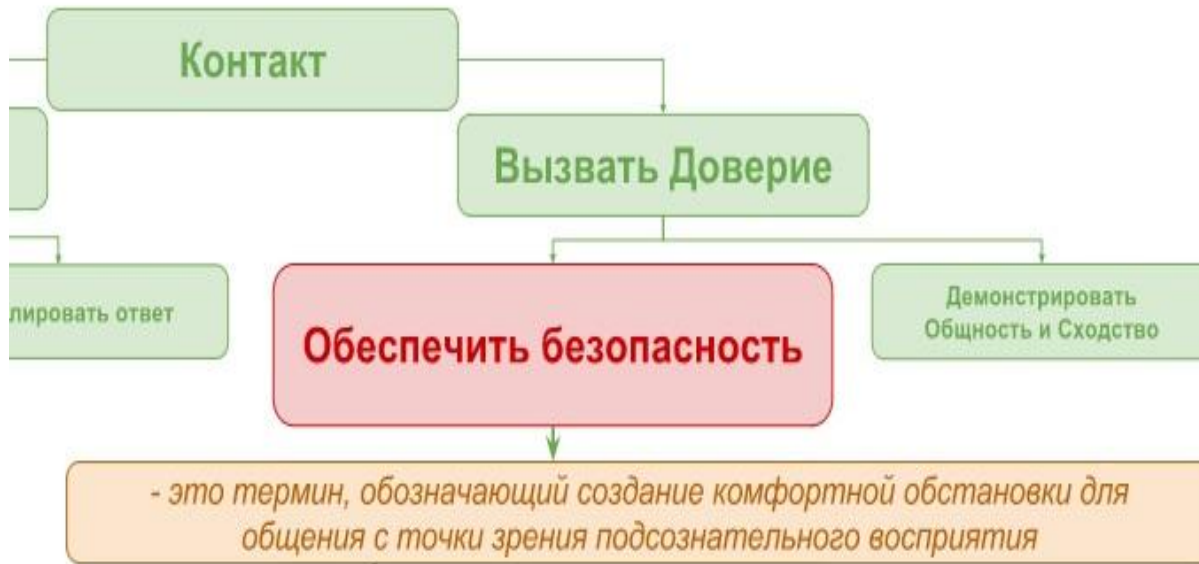 Контакт
Вызвать Доверие
лировать ответ
Обеспечить безопасность
Демонстрировать
Общность и Сходство
- это термин, обозначающий создание комфортной обстановки для
общения с точки зрения подсознательного восприятия